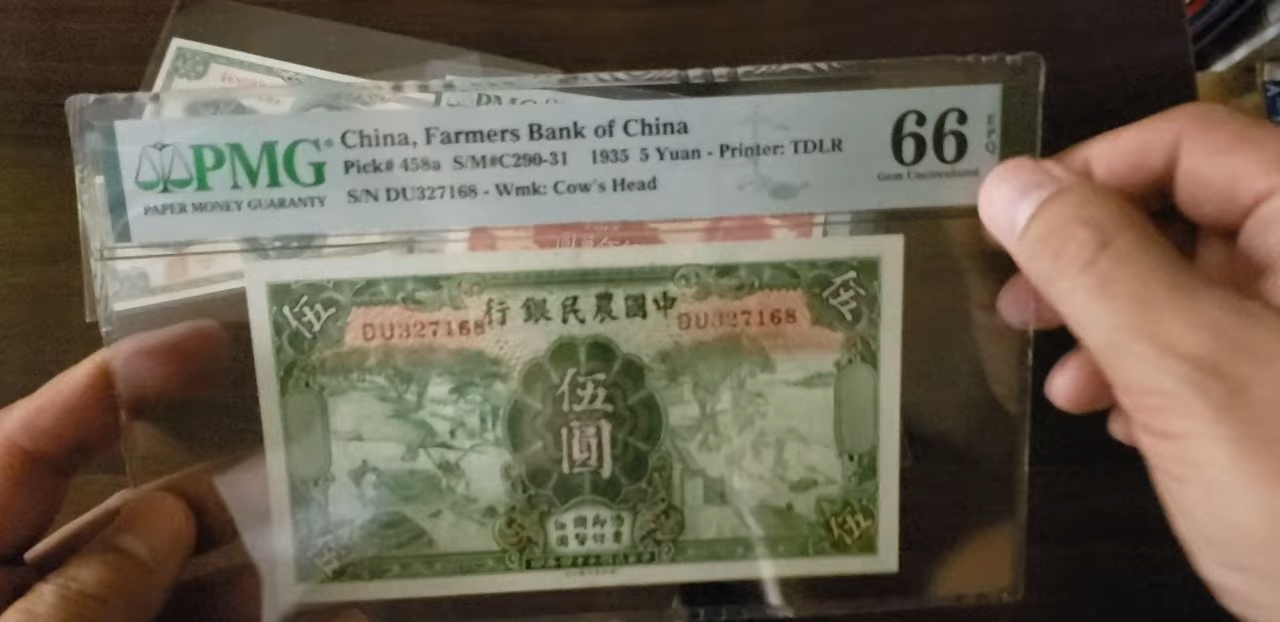 PMG
PAPER MONEY GUARANTY
China, Farmers Bank of China
Pick# 458a S/M#C290-31 1935 5 Yuan - Printer: TDLR
S/N DU327168 - Wmk: Cow's Head
66
EPQ
Gem Uncirculated
PMG
伍
行銀民農國中
伍
DU327168
DU327168
伍
圓
伍
伍